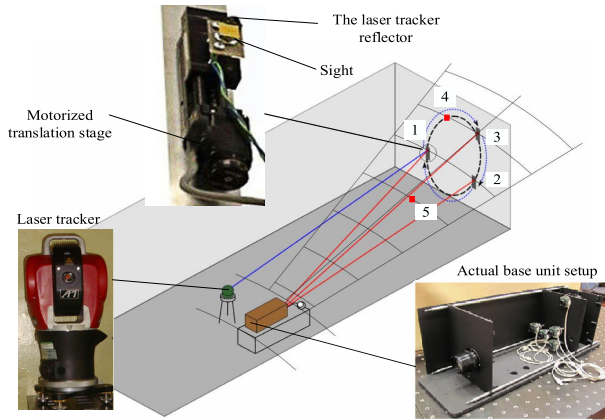 The laser tracker
reflector
Sight
Motorized
translation stage
4
1
3
2
5
Laser tracker
Actual base unit setup
API